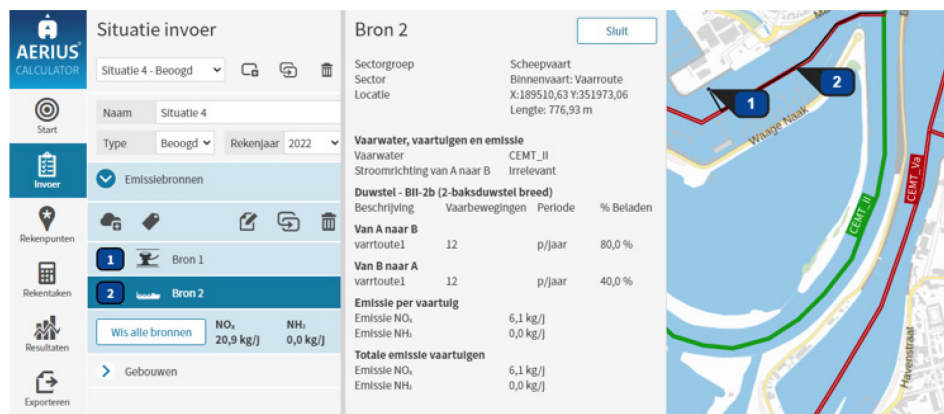 AERIUS
CALCULATOR
Start
Invoer
Rekenpunten
Rekentaken
Resultaten
Exporteren
Situatie invoer
Situatie 4 - Beoogd
Naam Situatie 4
Type Beoogd Rekenjaar 2022
Emissiebronnen
1 Bron 1
2 Bron 2
Wis alle bronnen
NOx NH₃
20,9 kg/j 0,0 kg/j
Gebouwen
Bron 2
Sluit
Sectorgroep Scheepvaart
Sector Binnenvaart: Vaarroute
Locatie X:189510,63 Y:351973,06
Lengte: 776,93 m
Vaarwater, vaartuigen en emissie
Vaarwater CEMT_II
Stroomrichting van A naar B Irrelevant
Duwstel - BII-2b (2-baksduwstel breed)
Beschrijving Vaarbewegingen Periode % Beladen
Van A naar B
varrtoute1 12 p/jaar 80,0 %
Van B naar A
varrtoute1 12 p/jaar 40,0 %
Emissie per vaartuig
Emissie NOx 6,1 kg/j
Emissie NH₃ 0,0 kg/j
Totale emissie vaartuigen
Emissie NOx 6,1 kg/j
Emissie NH₃ 0,0 kg/j
1
2
Waage Naak
CEMT_II
CEMT_Va
Havenstraat